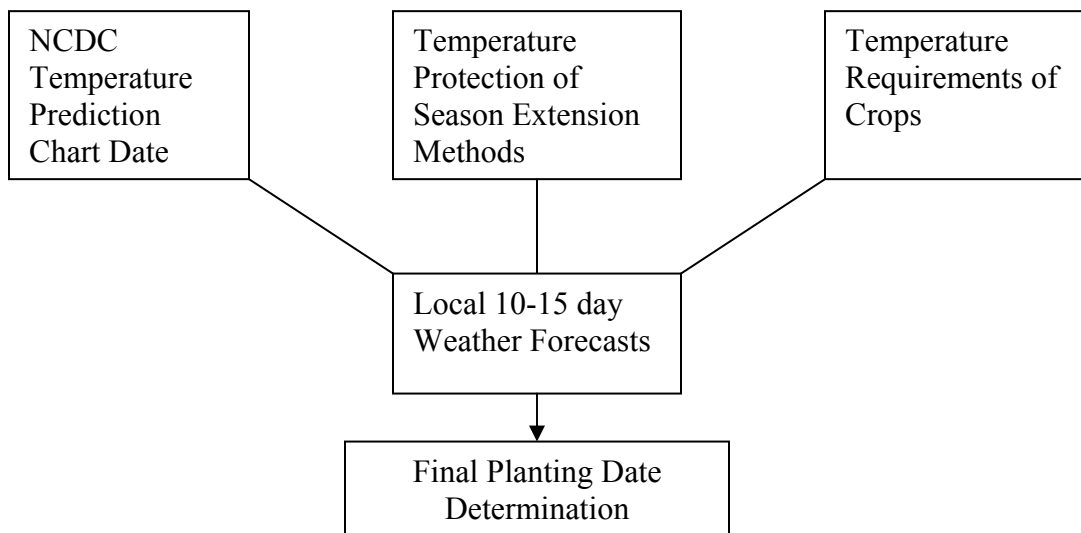 NCDC
Temperature
Prediction
Chart Date
Temperature
Protection of
Season Extension
Methods
Temperature
Requirements of
Crops
Local 10-15 day
Weather Forecasts
Final Planting Date
Determination